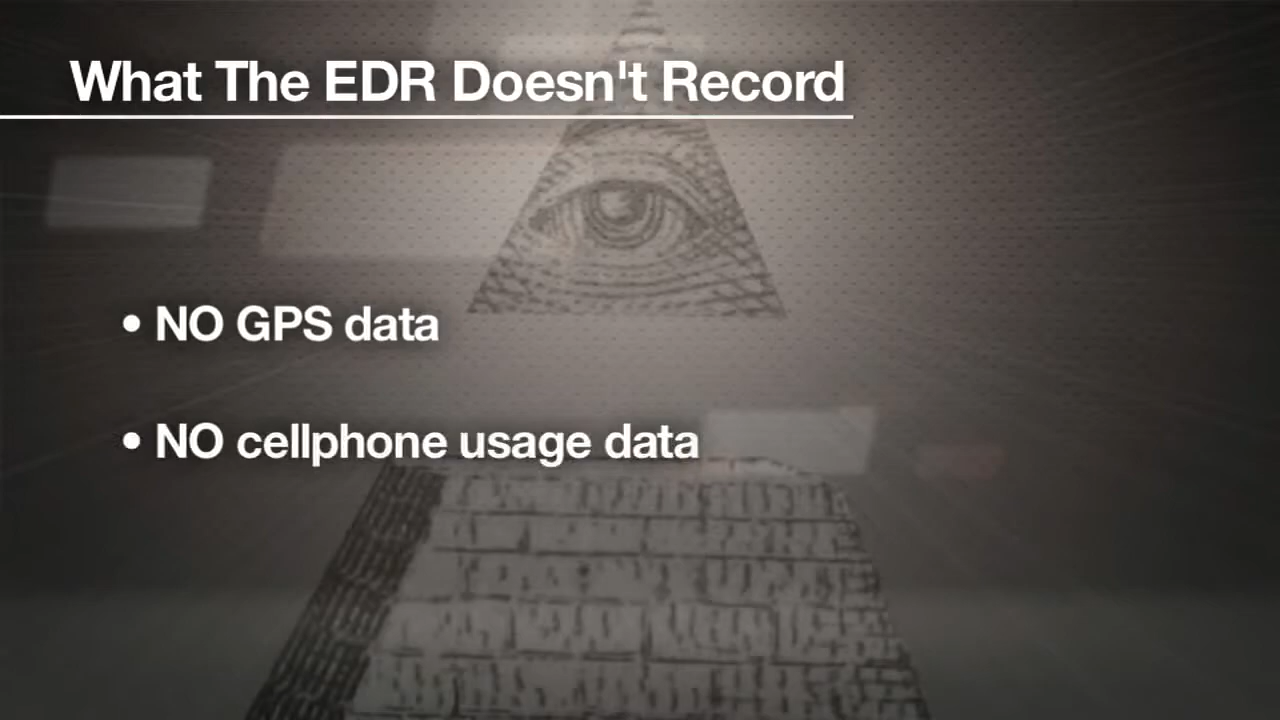 What The EDR Doesn't Record
• NO GPS data
• NO cellphone usage data